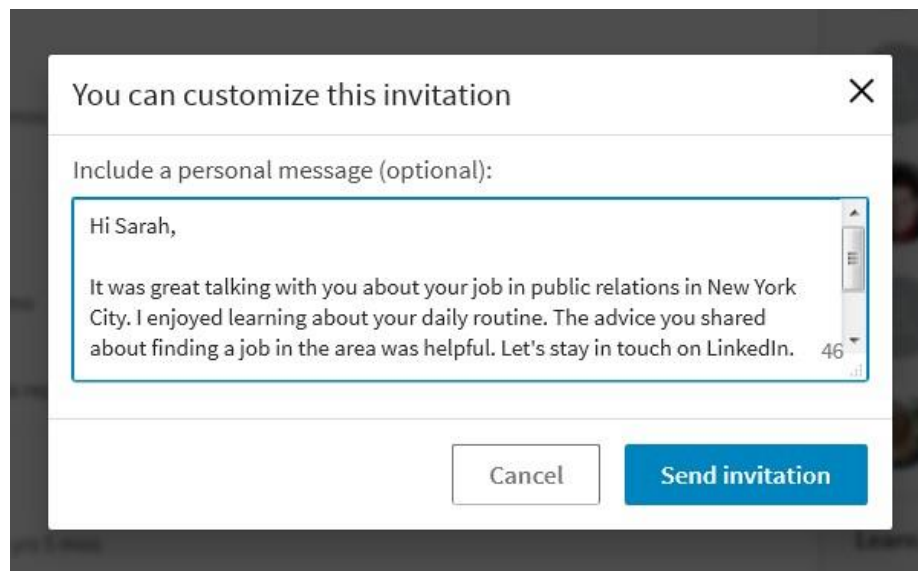 You can customize this invitation
Include a personal message (optional):
Hi Sarah,
It was great talking with you about your job in public relations in New York
City. I enjoyed learning about your daily routine. The advice you shared
about finding a job in the area was helpful. Let's stay in touch on LinkedIn.
46
Cancel
Send invitation